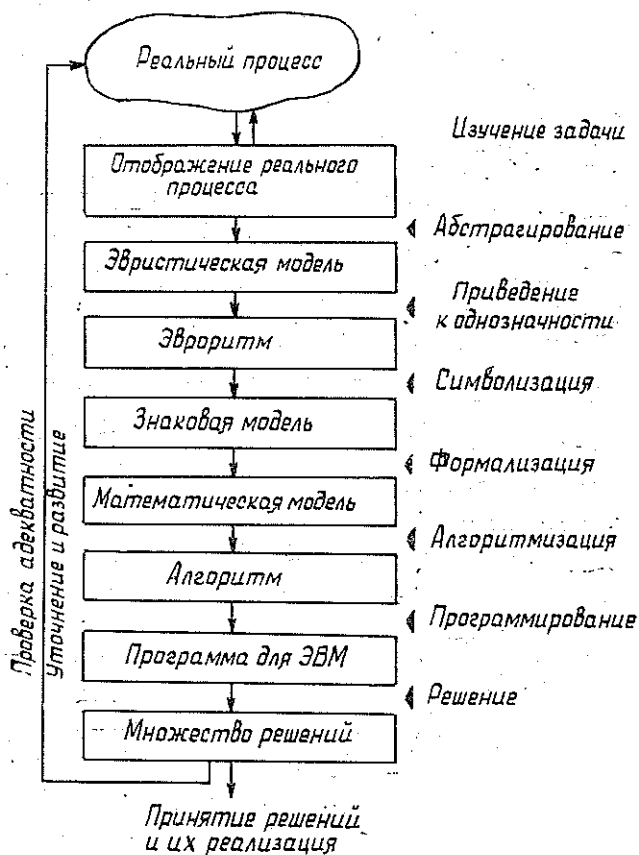 Реальный процесс
Изучение задачи
Отображение реального
процесса
Абстрагирование
Эвристическая модель
Приведение
к однозначности
Эвроритм
Символизация
Знаковая модель
Формализация
Математическая модель
Алгоритмизация
Алгоритм
Программирование
Программа для ЭВМ
Решение
Множество решений
Проверка адекватности
Уточнение и развитие
Принятие решений
и их реализация